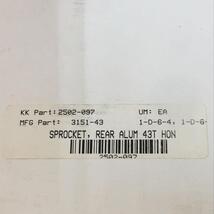 KK Part: 2502-097 UM: EA
MFG Part: 3151-43 1-D-6-4, 1-D-6-
SPROCKET, REAR ALUM 43T HON
2502-097